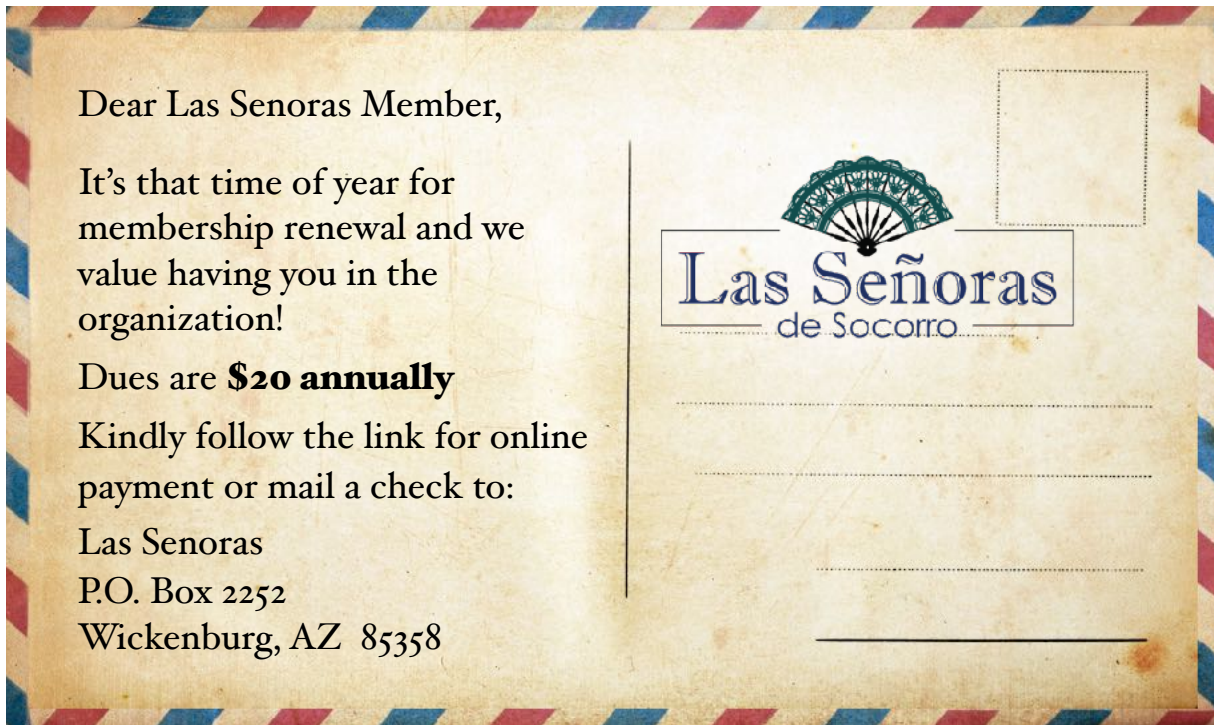 Dear Las Senoras Member,
It’s that time of year for
membership renewal and we
value having you in the
organization!
Dues are $20 annually
Kindly follow the link for online
payment or mail a check to:
Las Senoras
P.O. Box 2252
Wickenburg, AZ  85358
Las Señoras
de Socorro